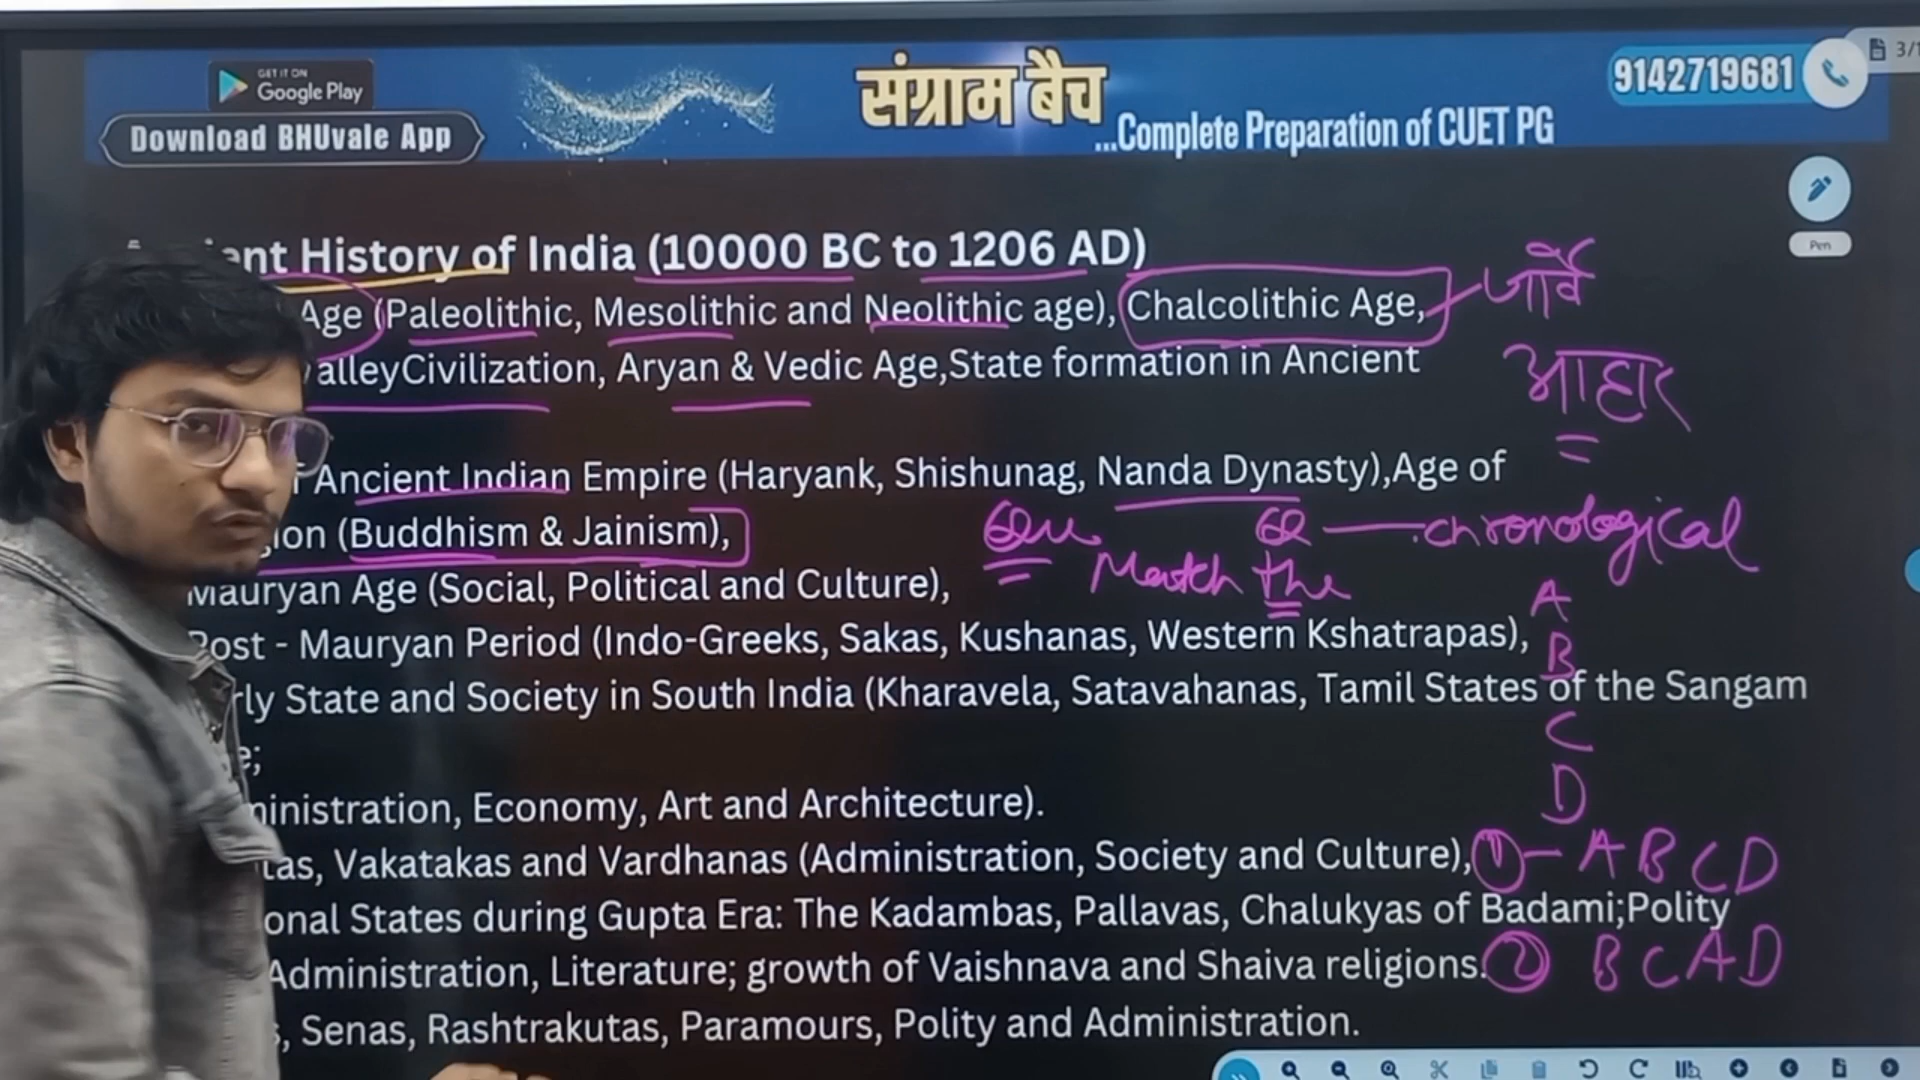 GET IT ON
Google Play
Download BHUvale App
संग्राम बैच
...Complete Preparation of CUET PG
9142719681
3/1
Pen
ent History of India (10000 BC to 1206 AD)
Age (Paleolithic, Mesolithic and Neolithic age), Chalcolithic Age,
जोर्वे
alleyCivilization, Aryan & Vedic Age,State formation in Ancient
आहार
Ancient Indian Empire (Haryank, Shishunag, Nanda Dynasty),Age of
ion (Buddhism & Jainism),
Qu Q chronological
Match the
Mauryan Age (Social, Political and Culture),
A
Post - Mauryan Period (Indo-Greeks, Sakas, Kushanas, Western Kshatrapas),
B
rly State and Society in South India (Kharavela, Satavahanas, Tamil States of the Sangam
C
e;
D
ministration, Economy, Art and Architecture).
tas, Vakatakas and Vardhanas (Administration, Society and Culture), 1 - A B C D
onal States during Gupta Era: The Kadambas, Pallavas, Chalukyas of Badami;Polity
Administration, Literature; growth of Vaishnava and Shaiva religions. 2 B C A D
s, Senas, Rashtrakutas, Paramours, Polity and Administration.